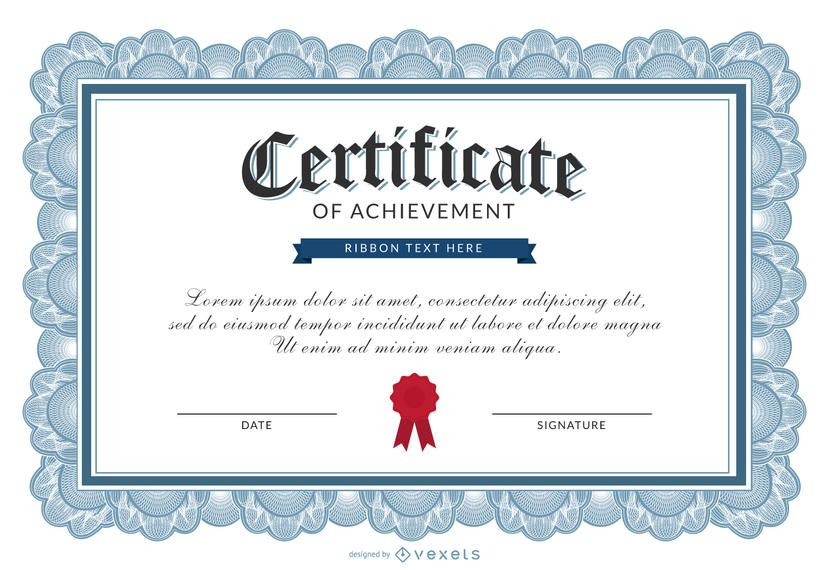 Certificate
OF ACHIEVEMENT
RIBBON TEXT HERE
Lorem ipsum dolor sit amet, consectetur adipiscing elit,
sed do eiusmod tempor incididunt ut labore et dolore magna
Ut enim ad minim veniam aliqua.
DATE
SIGNATURE
designed by vexels